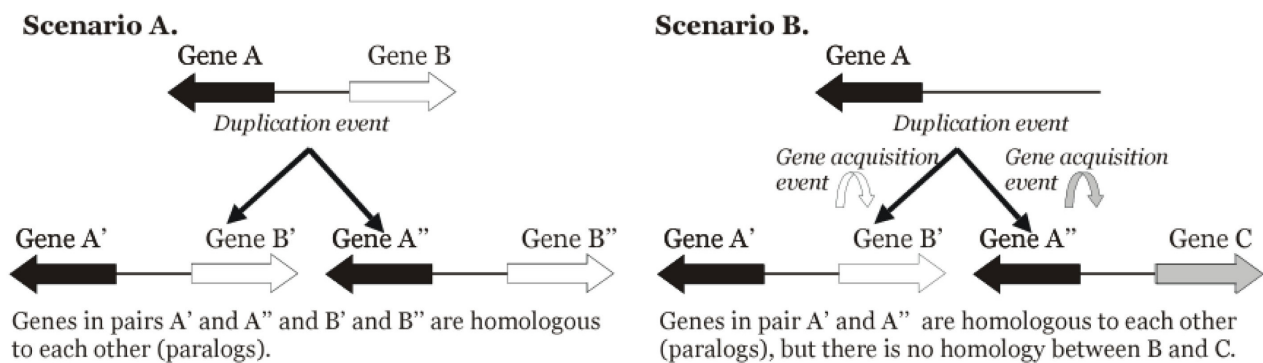 Scenario A.
Gene A
Gene B
Duplication event
Gene A'
Gene B'
Gene A''
Gene B''
Genes in pairs A' and A'' and B' and B'' are homologous
to each other (paralogs).
Scenario B.
Gene A
Duplication event
Gene acquisition
event
Gene acquisition
event
Gene A'
Gene B'
Gene A''
Gene C
Genes in pair A' and A'' are homologous to each other
(paralogs), but there is no homology between B and C.